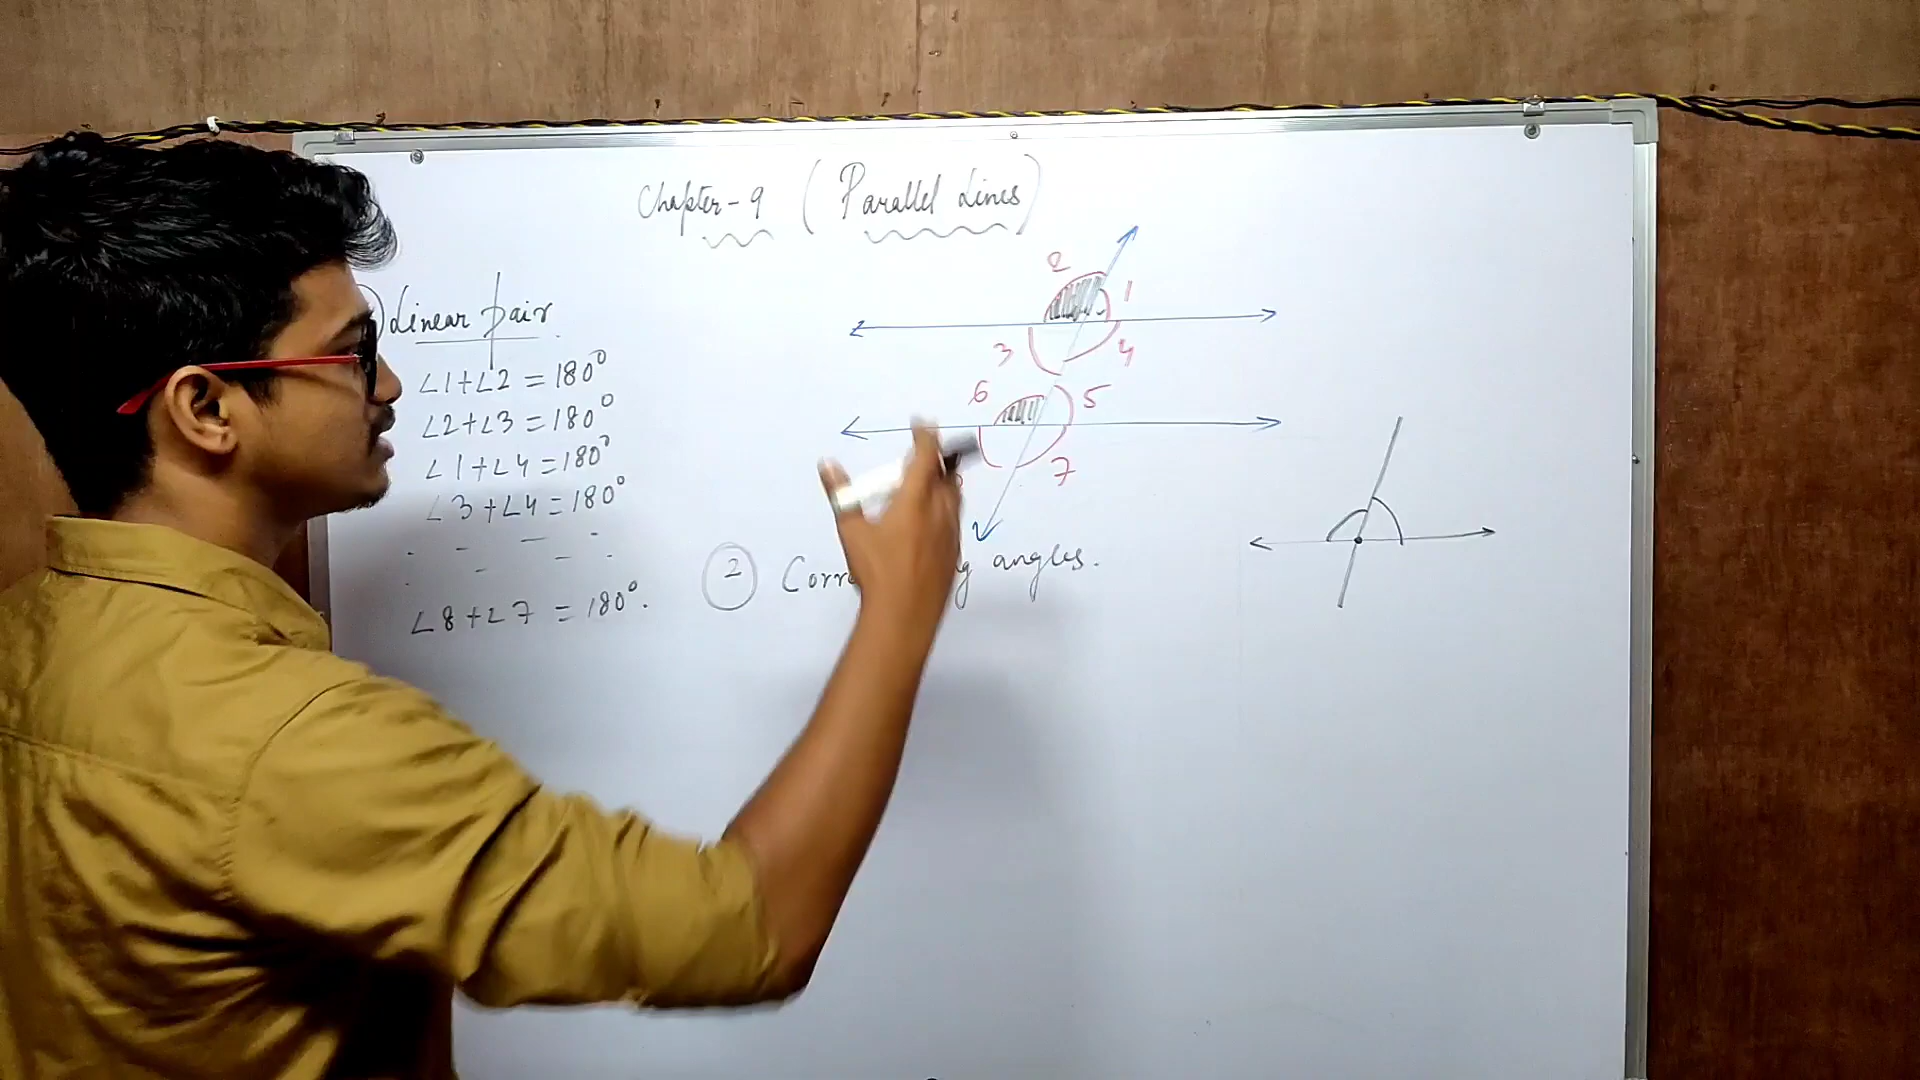 Chapter-9 (Parallel Lines)
Linear pair
∠1+∠2 = 180°
∠2+∠3 = 180°
∠1+∠4 = 180°
∠3+∠4 = 180°
∠8+∠7 = 180°.
2 1
3 4
6 5
7
2 angles.